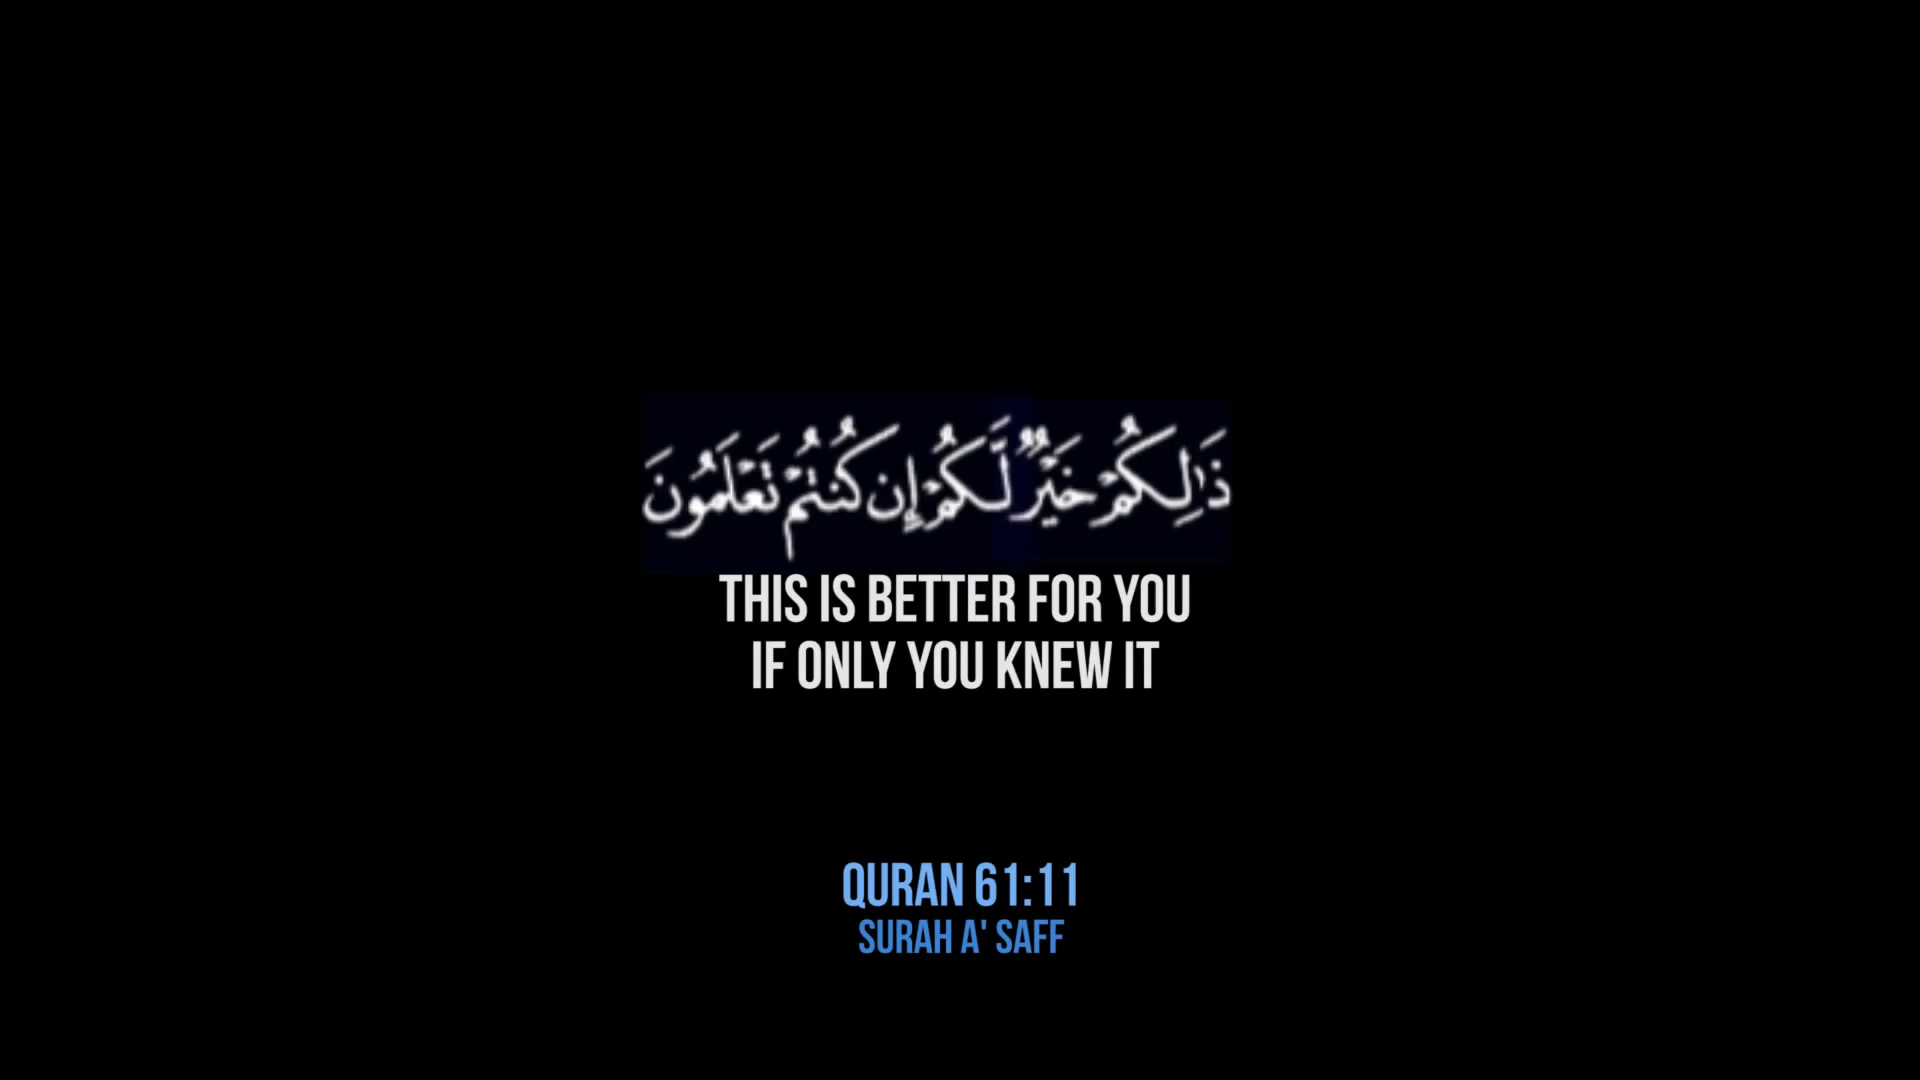 ذَٰلِكُمْ خَيْرٌ لَّكُمْ إِن كُنتُمْ تَعْلَمُونَ
THIS IS BETTER FOR YOU
IF ONLY YOU KNEW IT
QURAN 61:11
SURAH A' SAFF